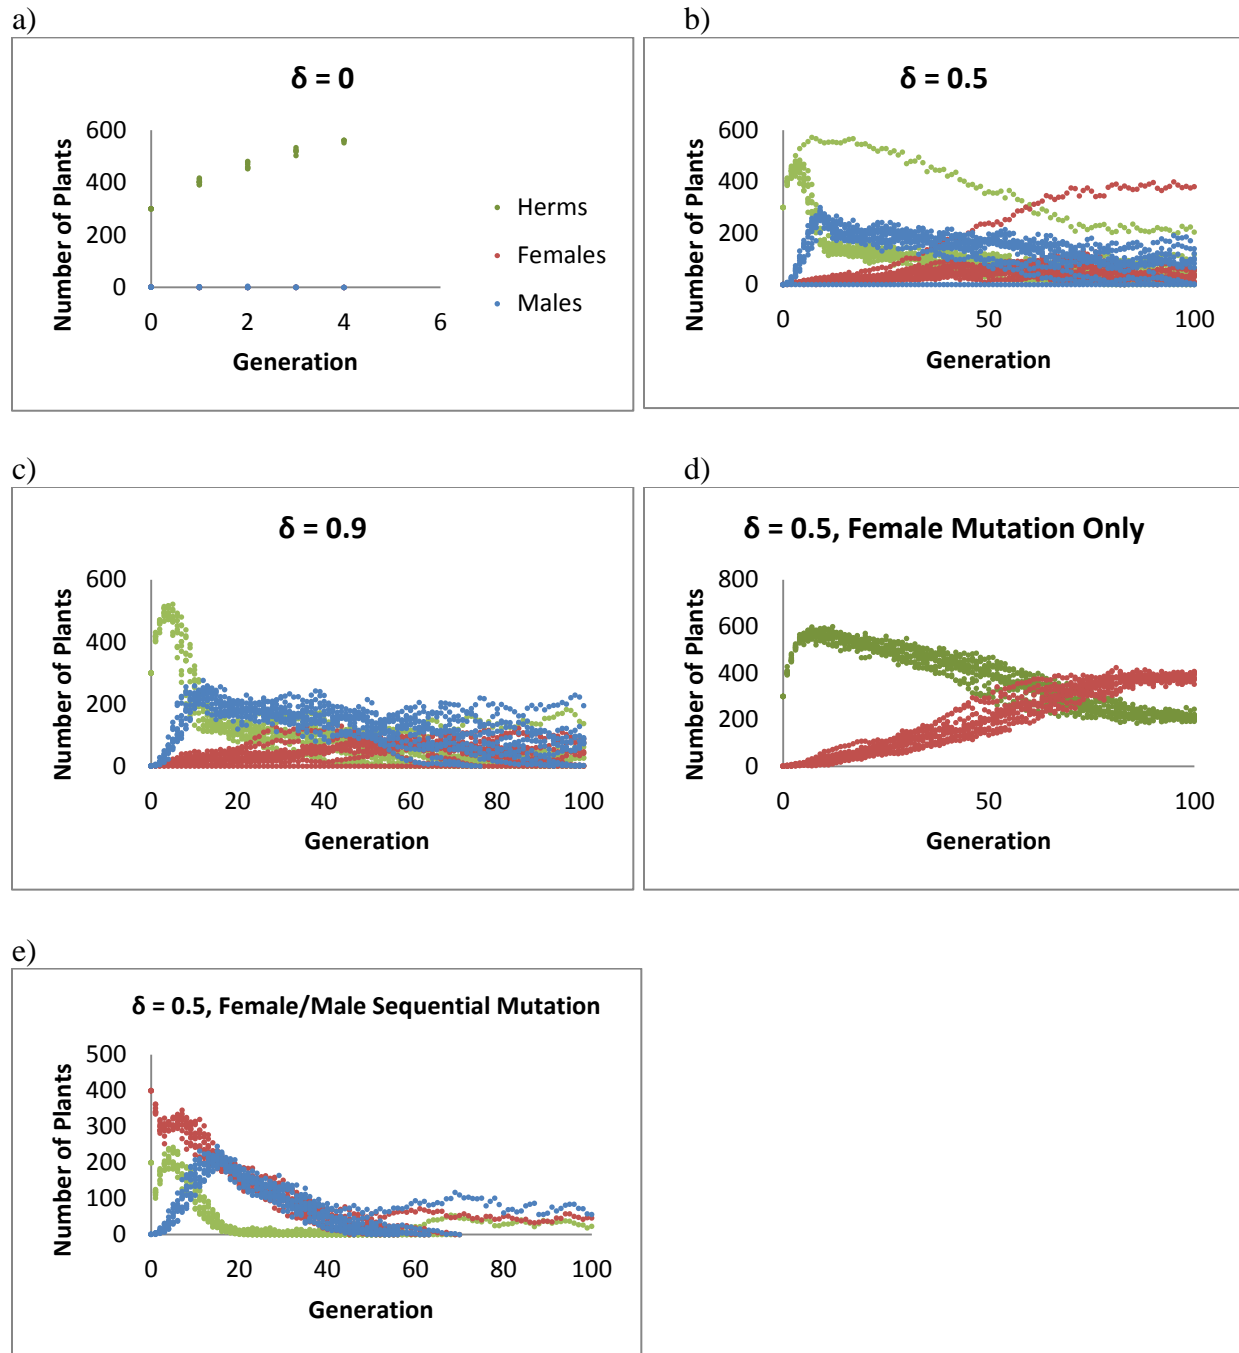 a)
δ = 0
600
400
200
0
0 2 4 6
Number of Plants
Generation
Herms
Females
Males
b)
δ = 0.5
600
400
200
0
0 50 100
Number of Plants
Generation
c)
δ = 0.9
600
400
200
0
0 20 40 60 80 100
Number of Plants
Generation
d)
δ = 0.5, Female Mutation Only
800
600
400
200
0
0 50 100
Number of Plants
Generation
e)
δ = 0.5, Female/Male Sequential Mutation
500
400
300
200
100
0
0 20 40 60 80 100
Number of Plants
Generation